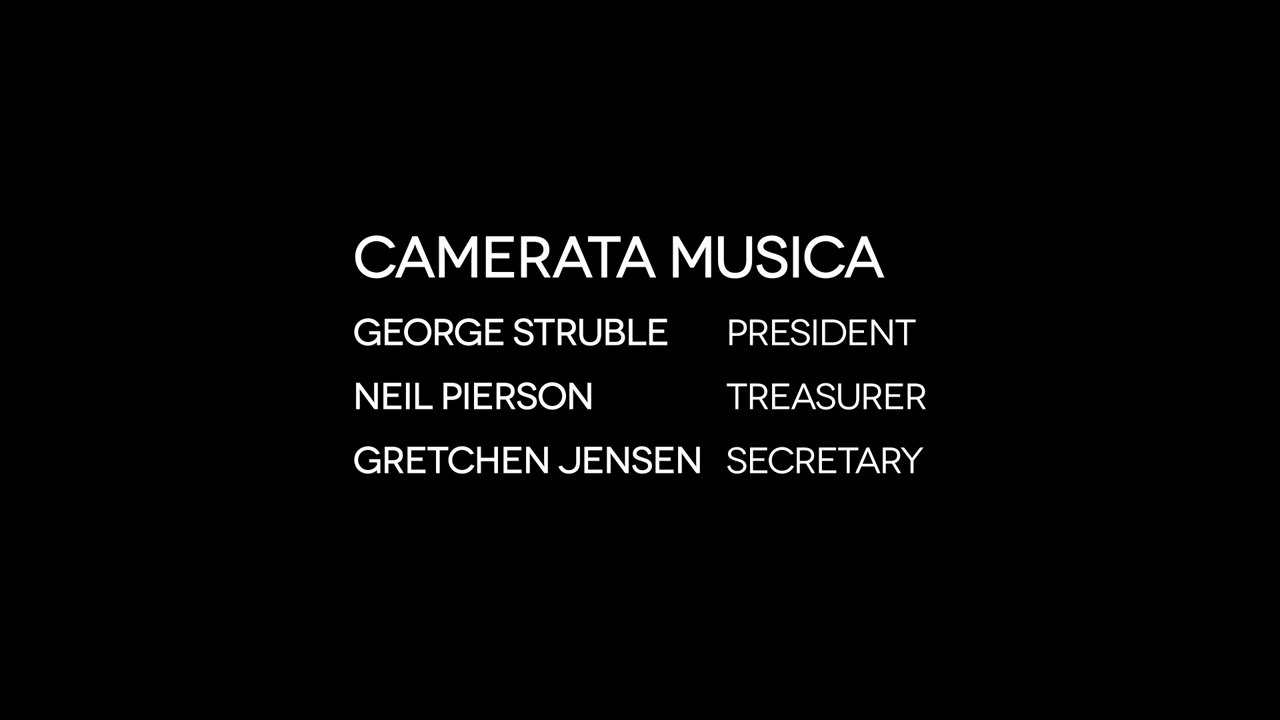 CAMERATA MUSICA
GEORGE STRUBLE PRESIDENT
NEIL PIERSON TREASURER
GRETCHEN JENSEN SECRETARY